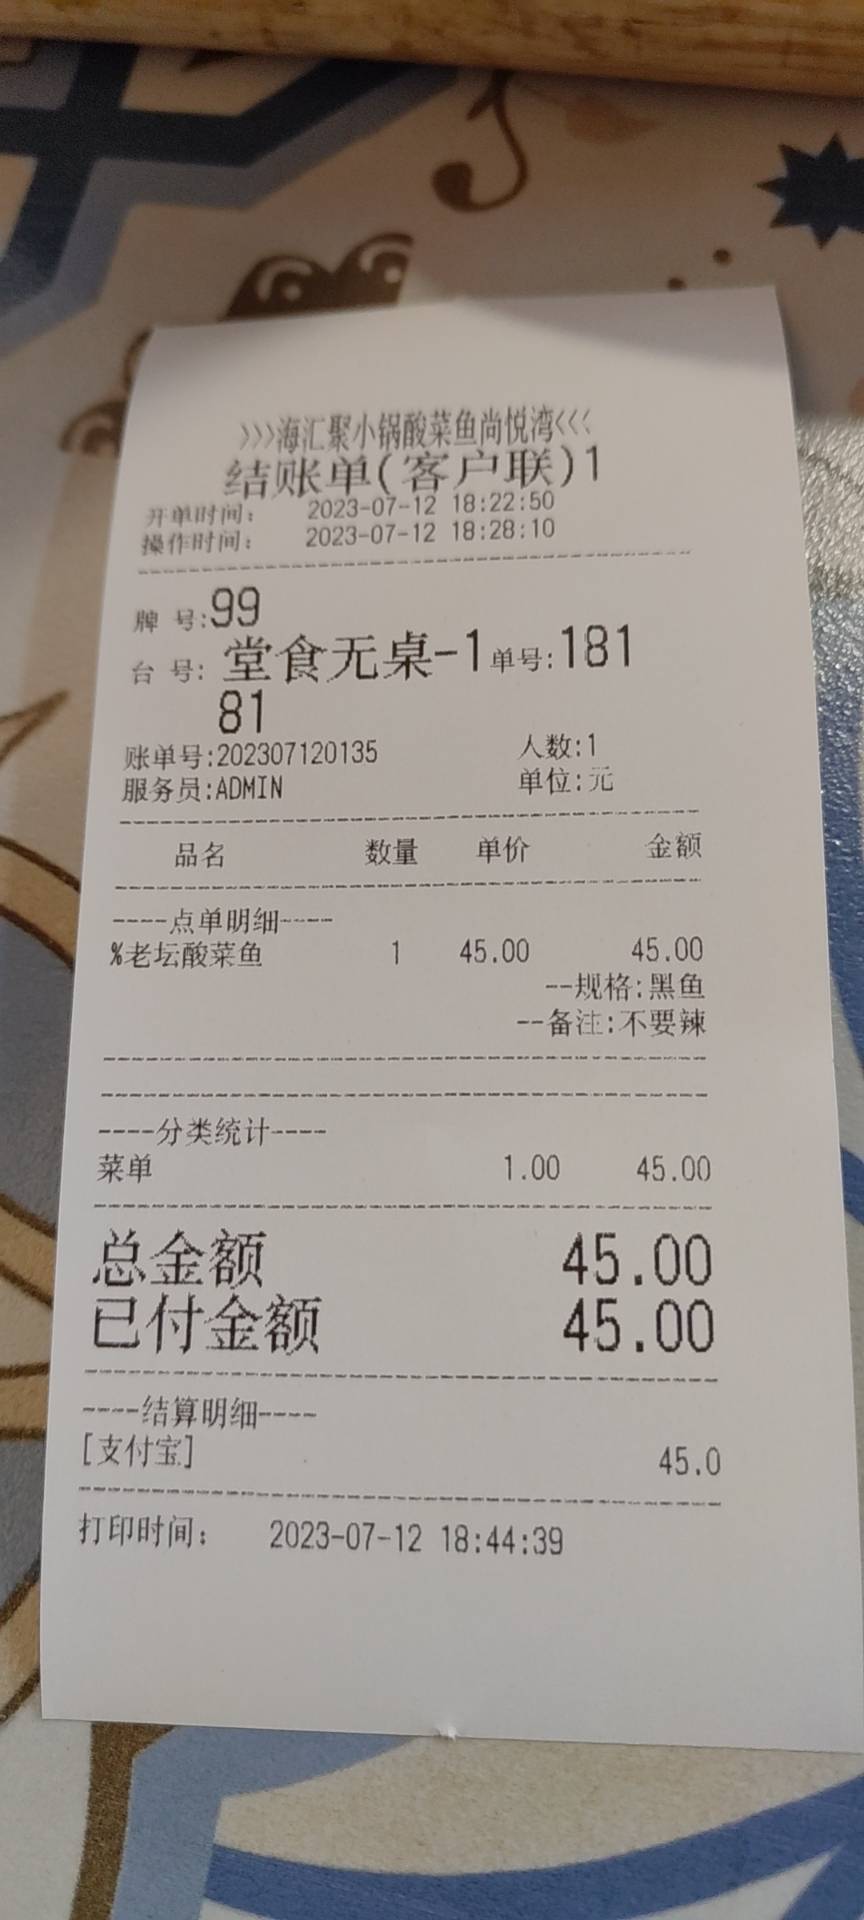 >>>海汇聚小锅酸菜鱼尚悦湾<<<
结账单(客户联)1
开单时间: 2023-07-12 18:22:50
操作时间: 2023-07-12 18:28:10
牌 号:99
台 号: 堂食无桌-1 单号:181
81
账单号:202307120135 人数:1
服务员:ADMIN 单位:元
品名 数量 单价 金额
----点单明细----
%老坛酸菜鱼 1 45.00 45.00
--规格:黑鱼
--备注:不要辣
----分类统计----
菜单 1.00 45.00
总金额 45.00
已付金额 45.00
----结算明细----
[支付宝] 45.0
打印时间: 2023-07-12 18:44:39